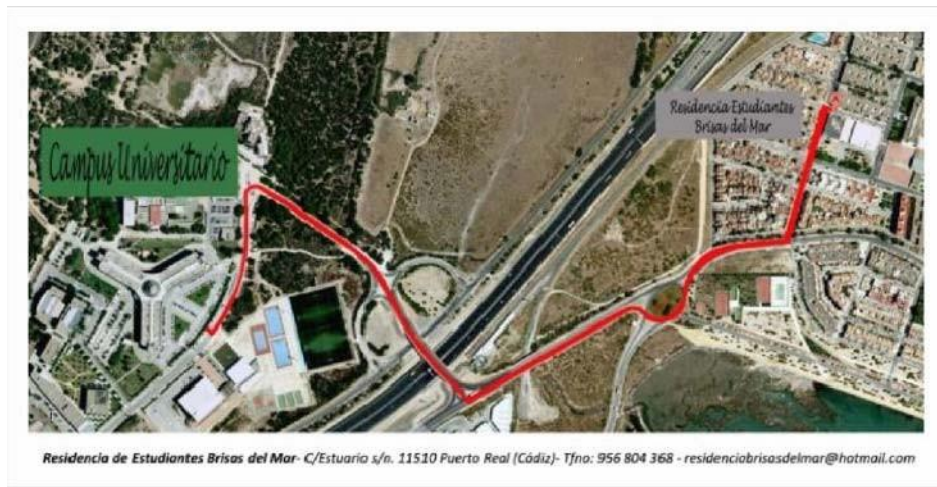 Campus Universitario
Residencia Estudiantes
Brisas del Mar
Residencia de Estudiantes Brisas del Mar- C/Estuario s/n. 11510 Puerto Real (Cádiz)- Tfno: 956 804 368 - residenciabrisasdelmar@hotmail.com